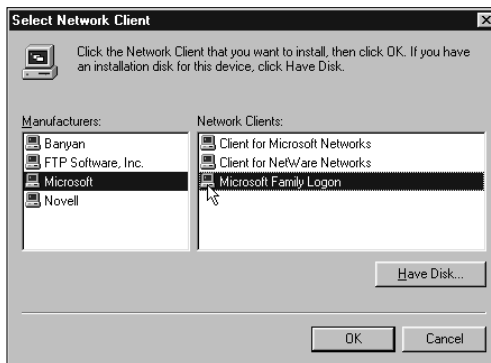 Select Network Client
Click the Network Client that you want to install, then click OK. If you have
an installation disk for this device, click Have Disk.
Manufacturers:
Banyan
FTP Software, Inc.
Microsoft
Novell
Network Clients:
Client for Microsoft Networks
Client for NetWare Networks
Microsoft Family Logon
Have Disk...
OK
Cancel